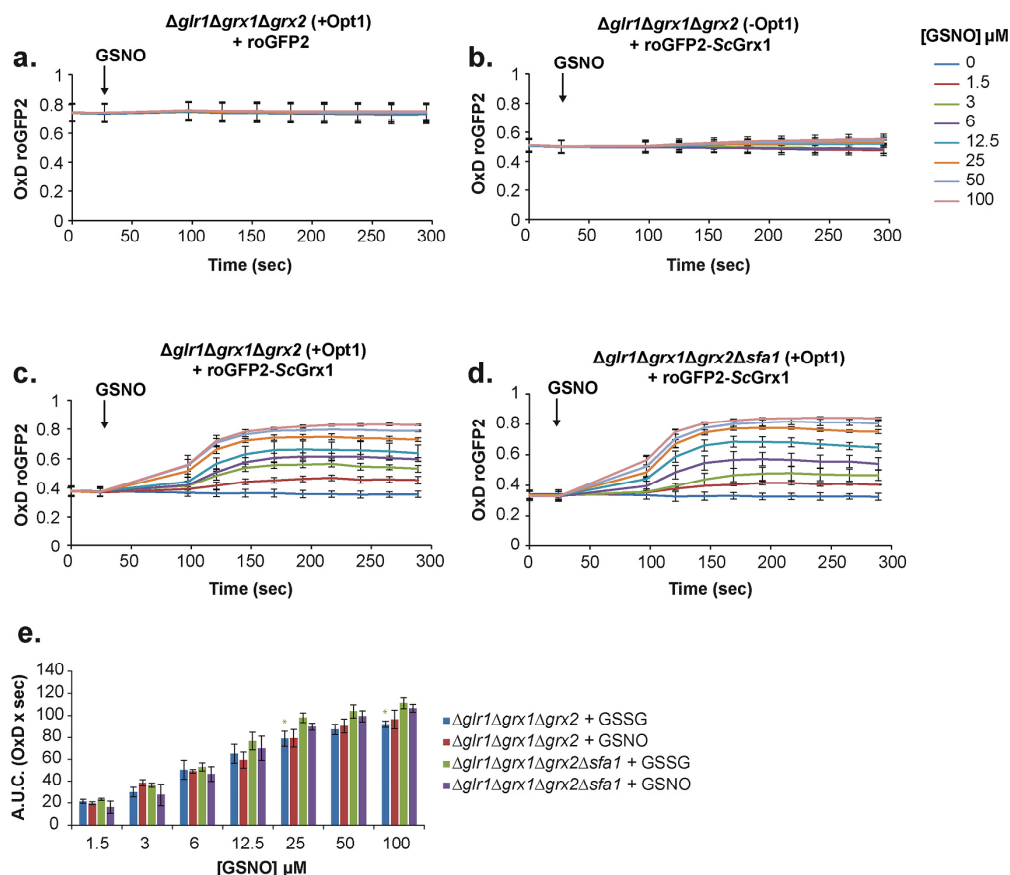 a.
Δglr1Δgrx1Δgrx2 (+Opt1)
+ roGFP2
GSNO
OxD roGFP2
1
0.8
0.6
0.4
0.2
0
0 50 100 150 200 250 300
Time (sec)
b.
Δglr1Δgrx1Δgrx2 (-Opt1)
+ roGFP2-ScGrx1
GSNO
OxD roGFP2
1
0.8
0.6
0.4
0.2
0
0 50 100 150 200 250 300
Time (sec)
[GSNO] μM
0
1.5
3
6
12.5
25
50
100
c.
Δglr1Δgrx1Δgrx2 (+Opt1)
+ roGFP2-ScGrx1
GSNO
OxD roGFP2
1
0.8
0.6
0.4
0.2
0
0 50 100 150 200 250 300
Time (sec)
d.
Δglr1Δgrx1Δgrx2Δsfa1 (+Opt1)
+ roGFP2-ScGrx1
GSNO
OxD roGFP2
1
0.8
0.6
0.4
0.2
0
0 50 100 150 200 250 300
Time (sec)
e.
A.U.C. (OxD x sec)
140
120
100
80
60
40
20
0
* *
1.5 3 6 12.5 25 50 100
[GSNO] μM
Δglr1Δgrx1Δgrx2 + GSSG
Δglr1Δgrx1Δgrx2 + GSNO
Δglr1Δgrx1Δgrx2Δsfa1 + GSSG
Δglr1Δgrx1Δgrx2Δsfa1 + GSNO